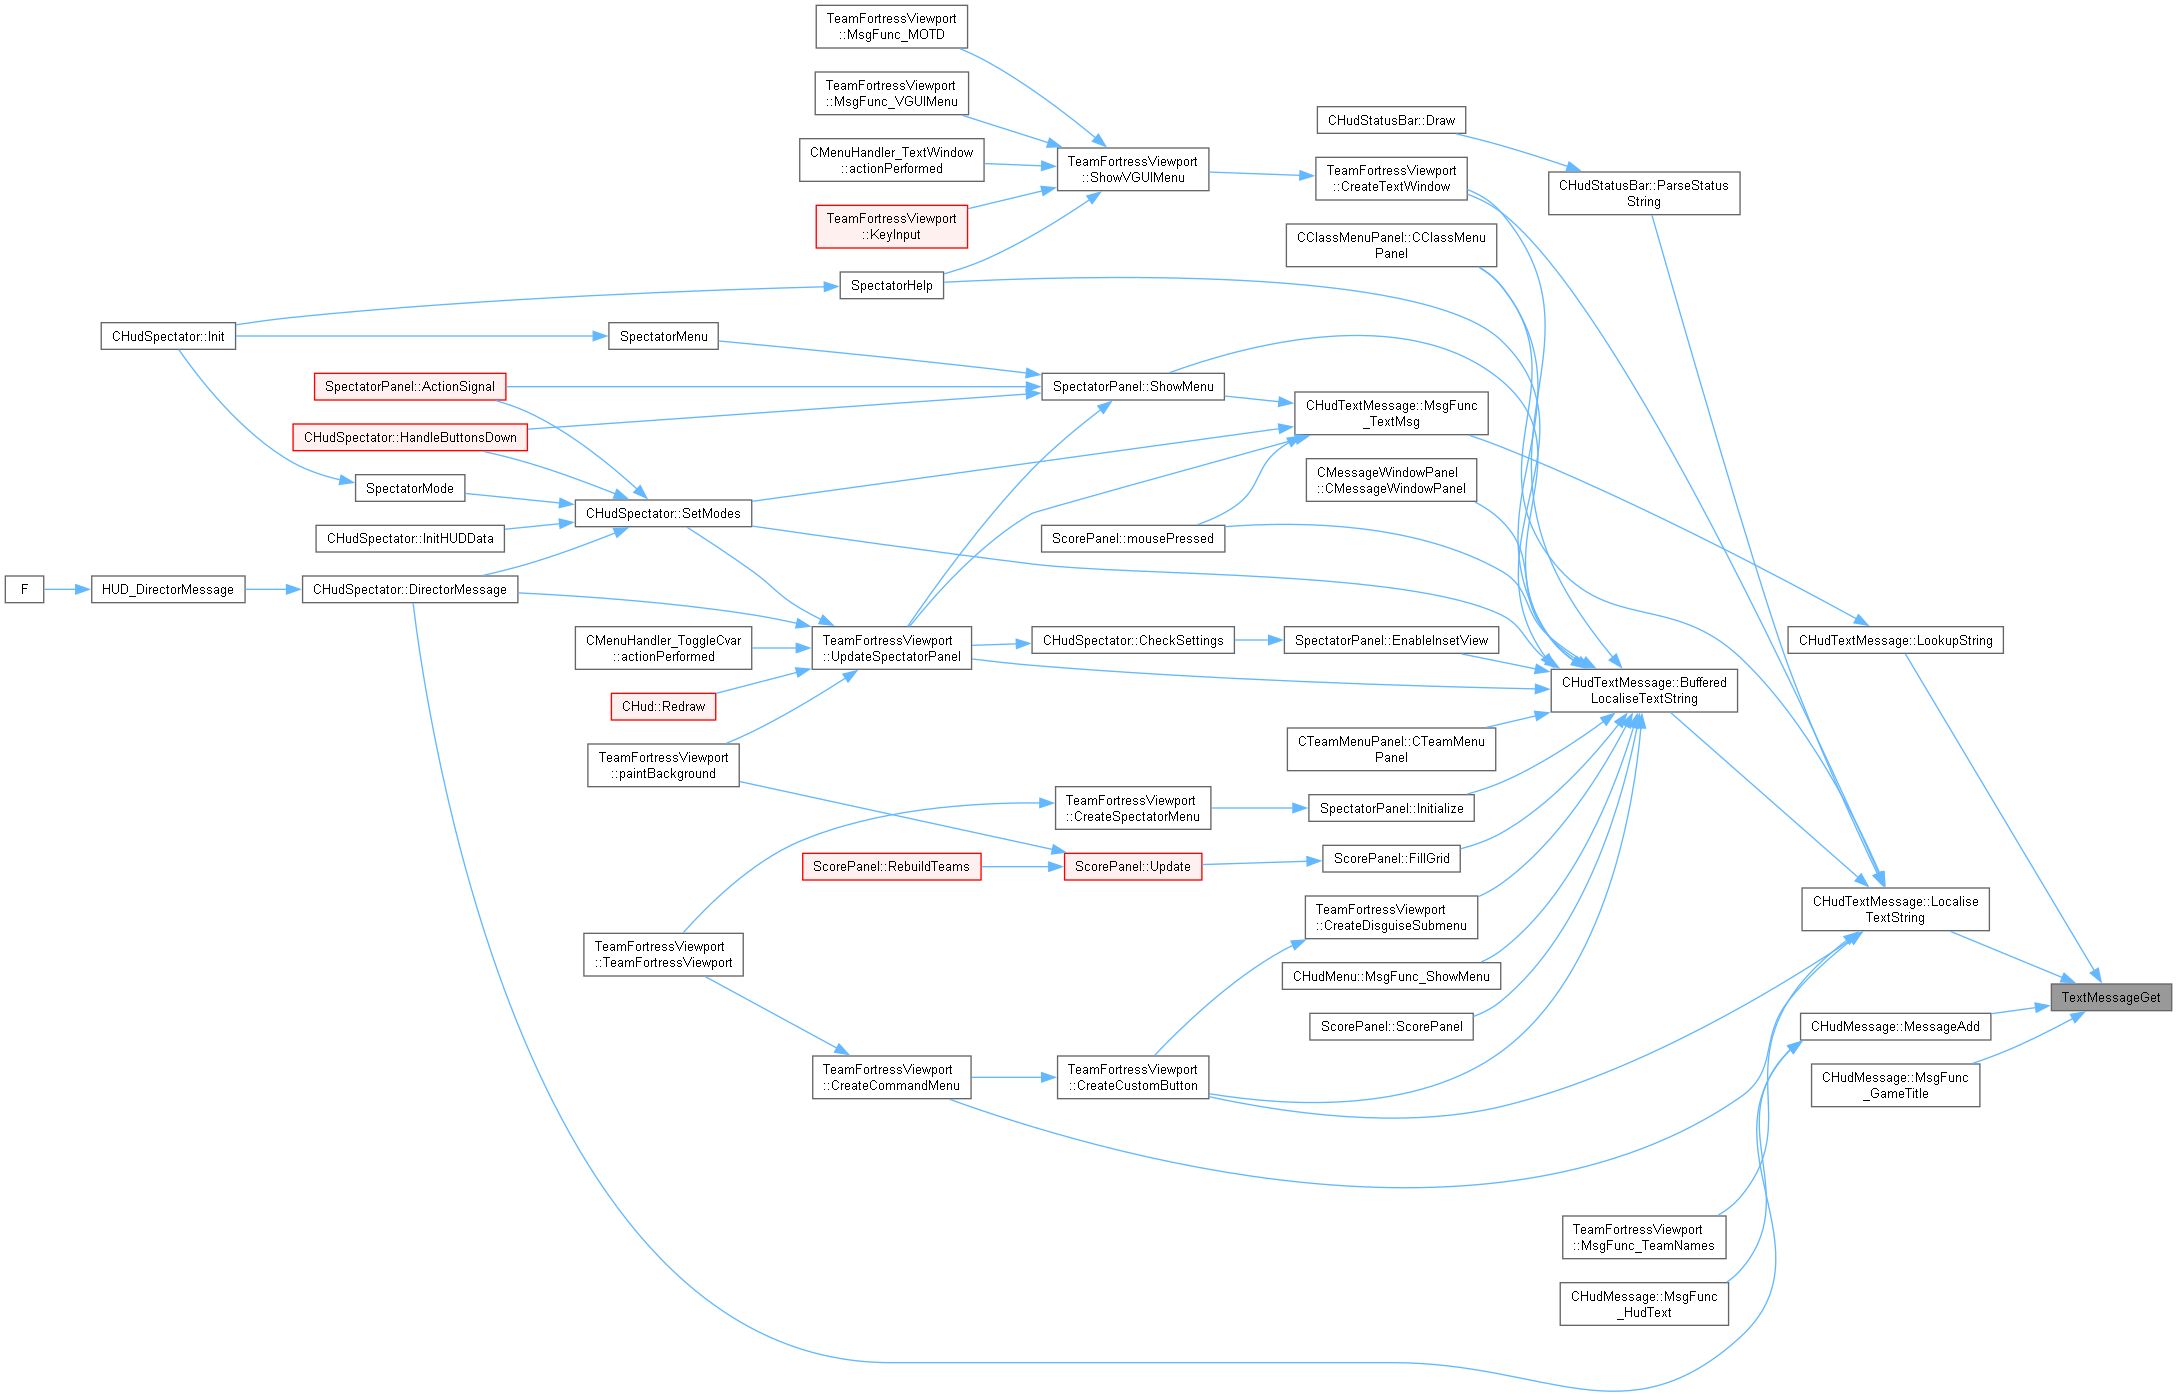 TeamFortressViewport
::MsgFunc_MOTD
TeamFortressViewport
::MsgFunc_VGUIMenu
CMenuHandler_TextWindow
::actionPerformed
TeamFortressViewport
::KeyInput
SpectatorHelp
TeamFortressViewport
::ShowVGUIMenu
CHudStatusBar::Draw
TeamFortressViewport
::CreateTextWindow
CHudStatusBar::ParseStatus
String
CClassMenuPanel::CClassMenu
Panel
CHudSpectator::Init
SpectatorMenu
SpectatorPanel::ActionSignal
SpectatorPanel::ShowMenu
CHudTextMessage::MsgFunc
_TextMsg
CHudSpectator::HandleButtonsDown
SpectatorMode
CMessageWindowPanel
::CMessageWindowPanel
CHudSpectator::SetModes
CHudSpectator::InitHUDData
ScorePanel::mousePressed
F
HUD_DirectorMessage
CHudSpectator::DirectorMessage
CMenuHandler_ToggleCvar
::actionPerformed
TeamFortressViewport
::UpdateSpectatorPanel
CHudSpectator::CheckSettings
SpectatorPanel::EnableInsetView
CHudTextMessage::LookupString
CHudTextMessage::Buffered
LocaliseTextString
CHud::Redraw
TeamFortressViewport
::paintBackground
CTeamMenuPanel::CTeamMenu
Panel
TeamFortressViewport
::CreateSpectatorMenu
SpectatorPanel::Initialize
ScorePanel::RebuildTeams
ScorePanel::Update
ScorePanel::FillGrid
TeamFortressViewport
::CreateDisguiseSubmenu
CHudTextMessage::Localise
TextString
TeamFortressViewport
::TeamFortressViewport
CHudMenu::MsgFunc_ShowMenu
TextMessageGet
ScorePanel::ScorePanel
CHudMessage::MessageAdd
TeamFortressViewport
::CreateCommandMenu
TeamFortressViewport
::CreateCustomButton
CHudMessage::MsgFunc
_GameTitle
TeamFortressViewport
::MsgFunc_TeamNames
CHudMessage::MsgFunc
_HudText